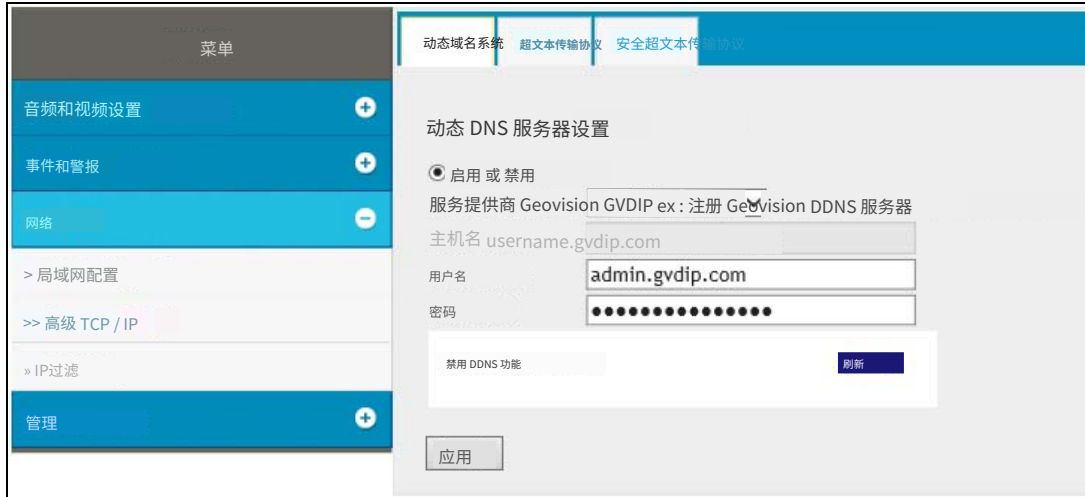 菜单
音频和视频设置
事件和警报
网络
> 局域网配置
>> 高级 TCP / IP
» IP过滤
管理
动态域名系统
超文本传输协议
安全超文本传输协议
动态 DNS 服务器设置
启用 或 禁用
服务提供商 Geovision GVDIP ex : 注册 Geovision DDNS 服务器
主机名 username.gvdip.com
用户名 admin.gvdip.com
密码 ●●●●●●●●●●●●●●●
禁用 DDNS 功能 刷新
应用